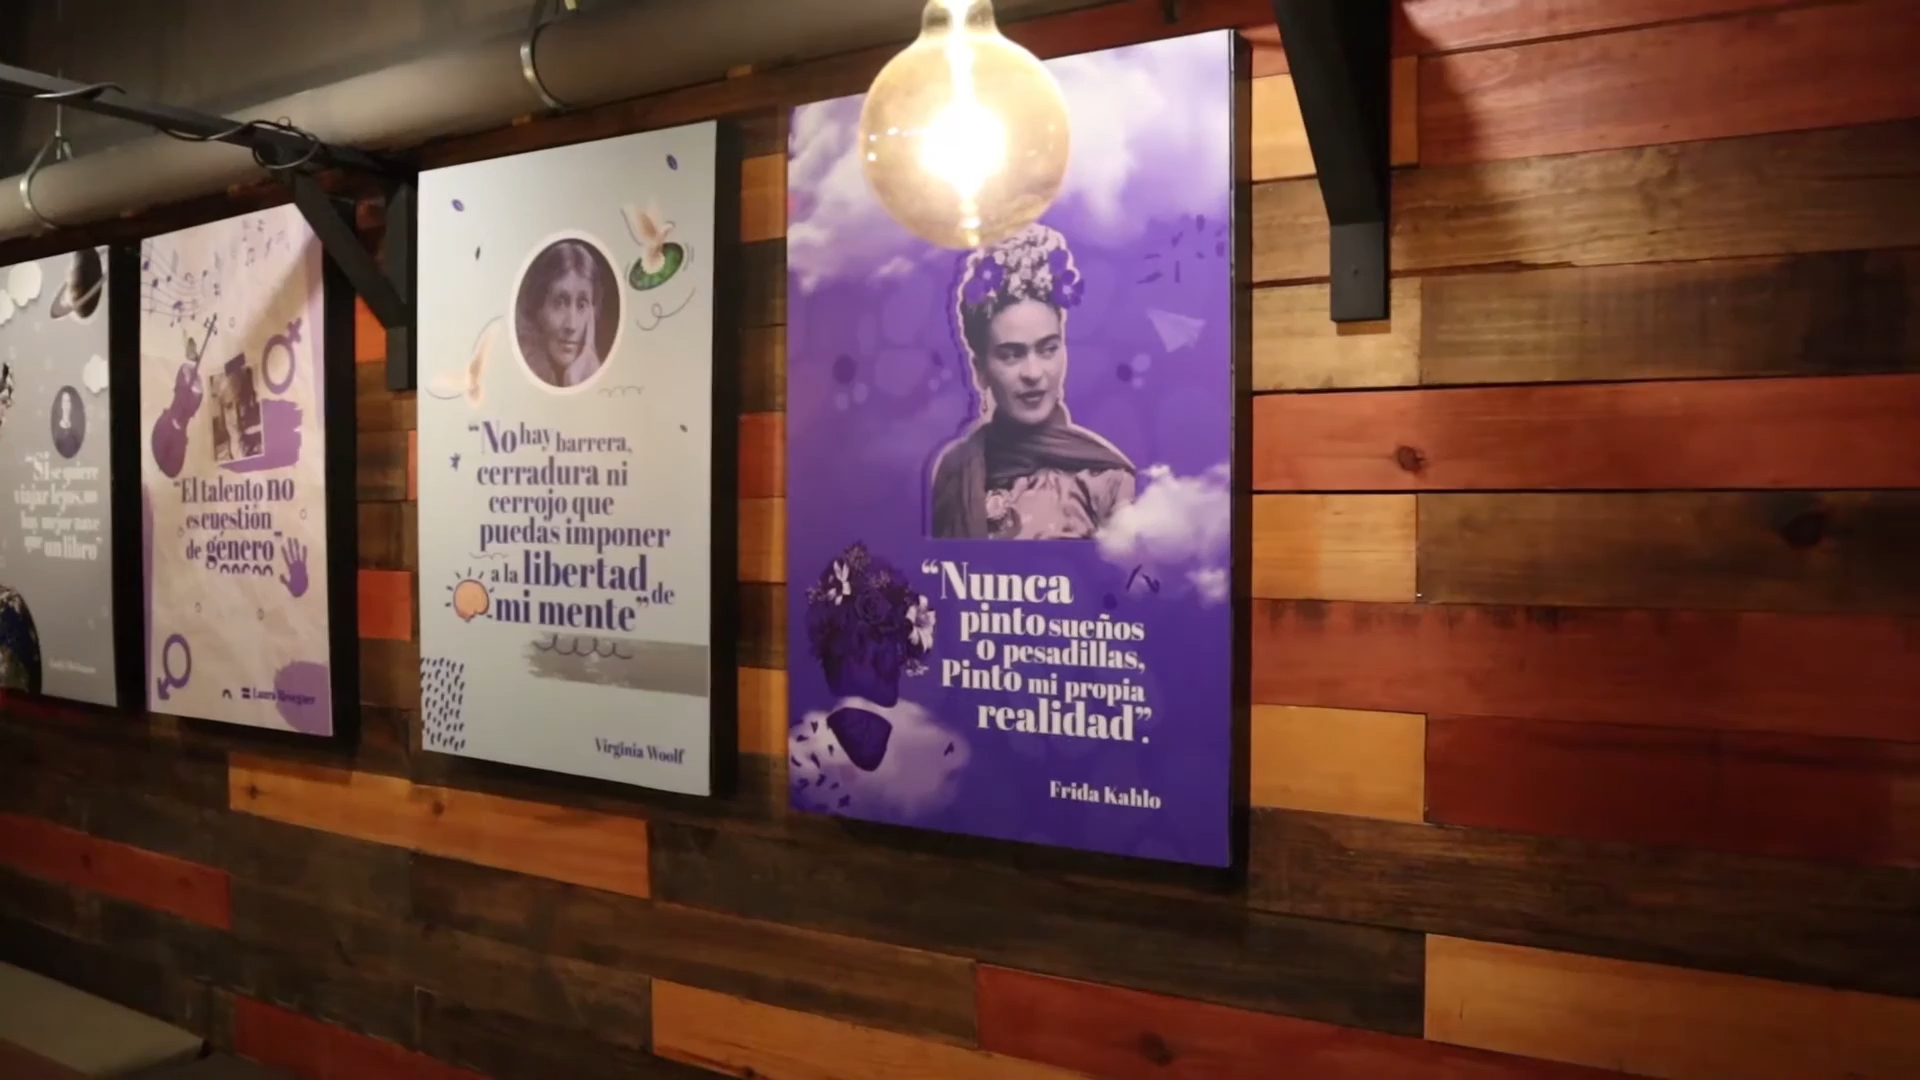 “Si se quiere
viajar lejos, no
hay mejor nave
que un libro”
“El talento no
es cuestión
de género”
Laura
“No hay barrera,
cerradura ni
cerrojo que
puedas imponer
a la libertad de
mi mente”
Virginia Woolf
“Nunca
pinto sueños
o pesadillas,
Pinto mi propia
realidad”.
Frida Kahlo